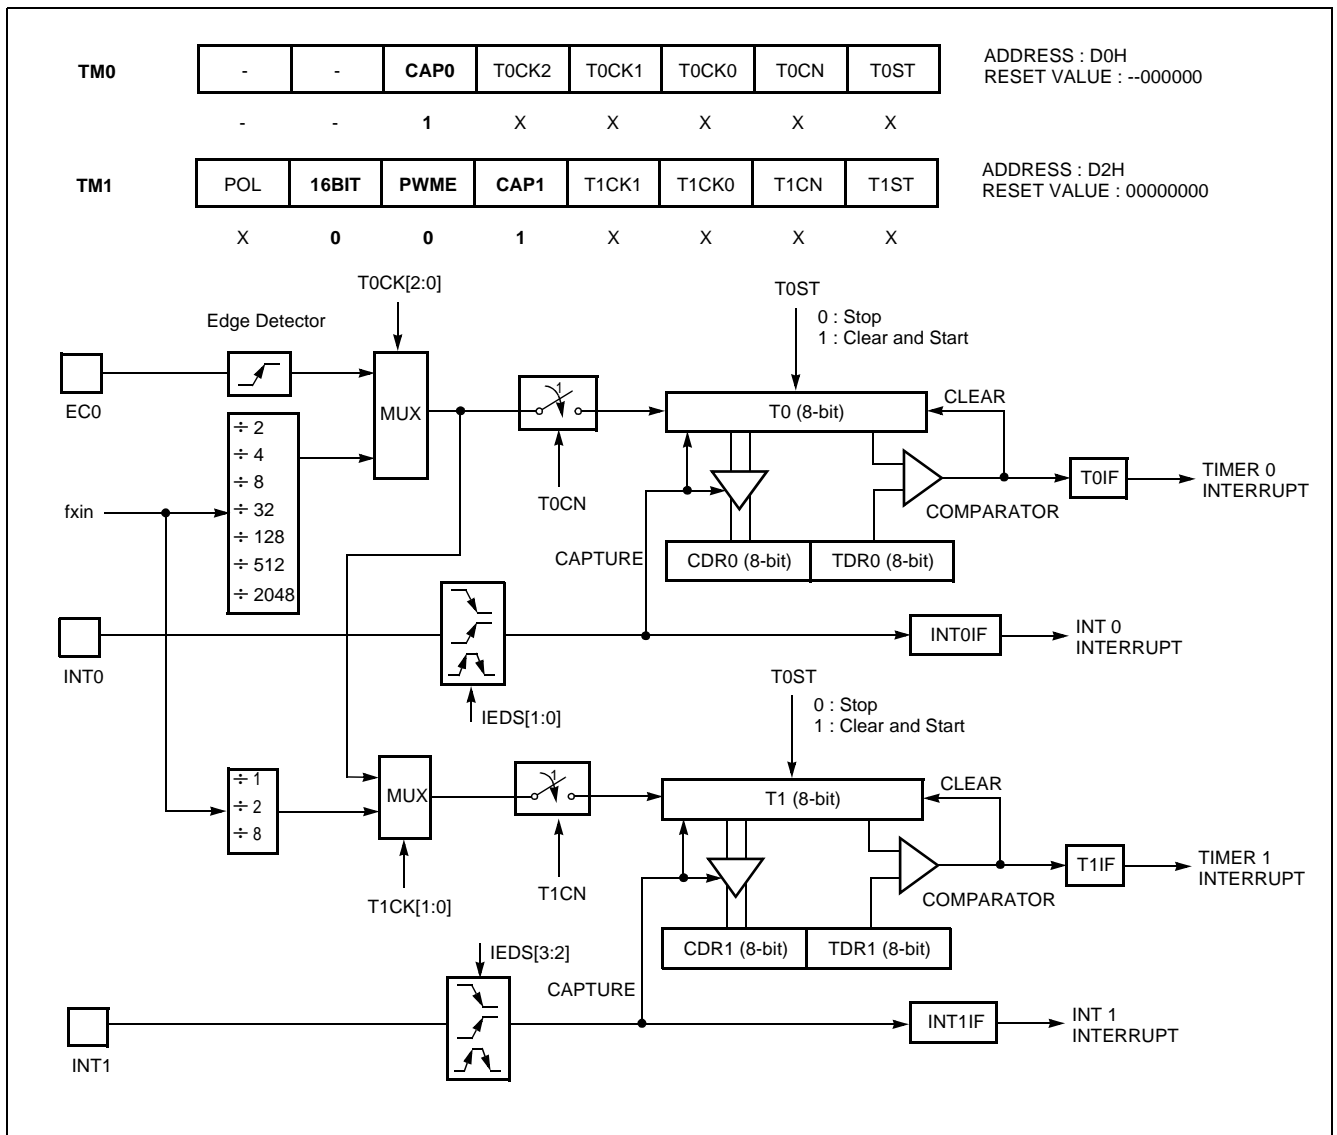 TM0 - - CAP0 T0CK2 T0CK1 T0CK0 T0CN T0ST
ADDRESS : D0H
RESET VALUE : --000000
- - 1 X X X X X
TM1 POL 16BIT PWME CAP1 T1CK1 T1CK0 T1CN T1ST
ADDRESS : D2H
RESET VALUE : 00000000
X 0 0 1 X X X X
T0CK[2:0]
T0ST
0 : Stop
1 : Clear and Start
Edge Detector
EC0
MUX
1
T0CN
T0 (8-bit)
CLEAR
COMPARATOR
T0IF
TIMER 0
INTERRUPT
÷ 2
÷ 4
÷ 8
÷ 32
÷ 128
÷ 512
÷ 2048
fxin
CAPTURE
CDR0 (8-bit)
TDR0 (8-bit)
INT0
IEDS[1:0]
INT0IF
INT 0
INTERRUPT
T0ST
0 : Stop
1 : Clear and Start
÷ 1
÷ 2
÷ 8
MUX
T1CK[1:0]
1
T1CN
T1 (8-bit)
CLEAR
COMPARATOR
T1IF
TIMER 1
INTERRUPT
CDR1 (8-bit)
TDR1 (8-bit)
IEDS[3:2]
CAPTURE
INT1
INT1IF
INT 1
INTERRUPT